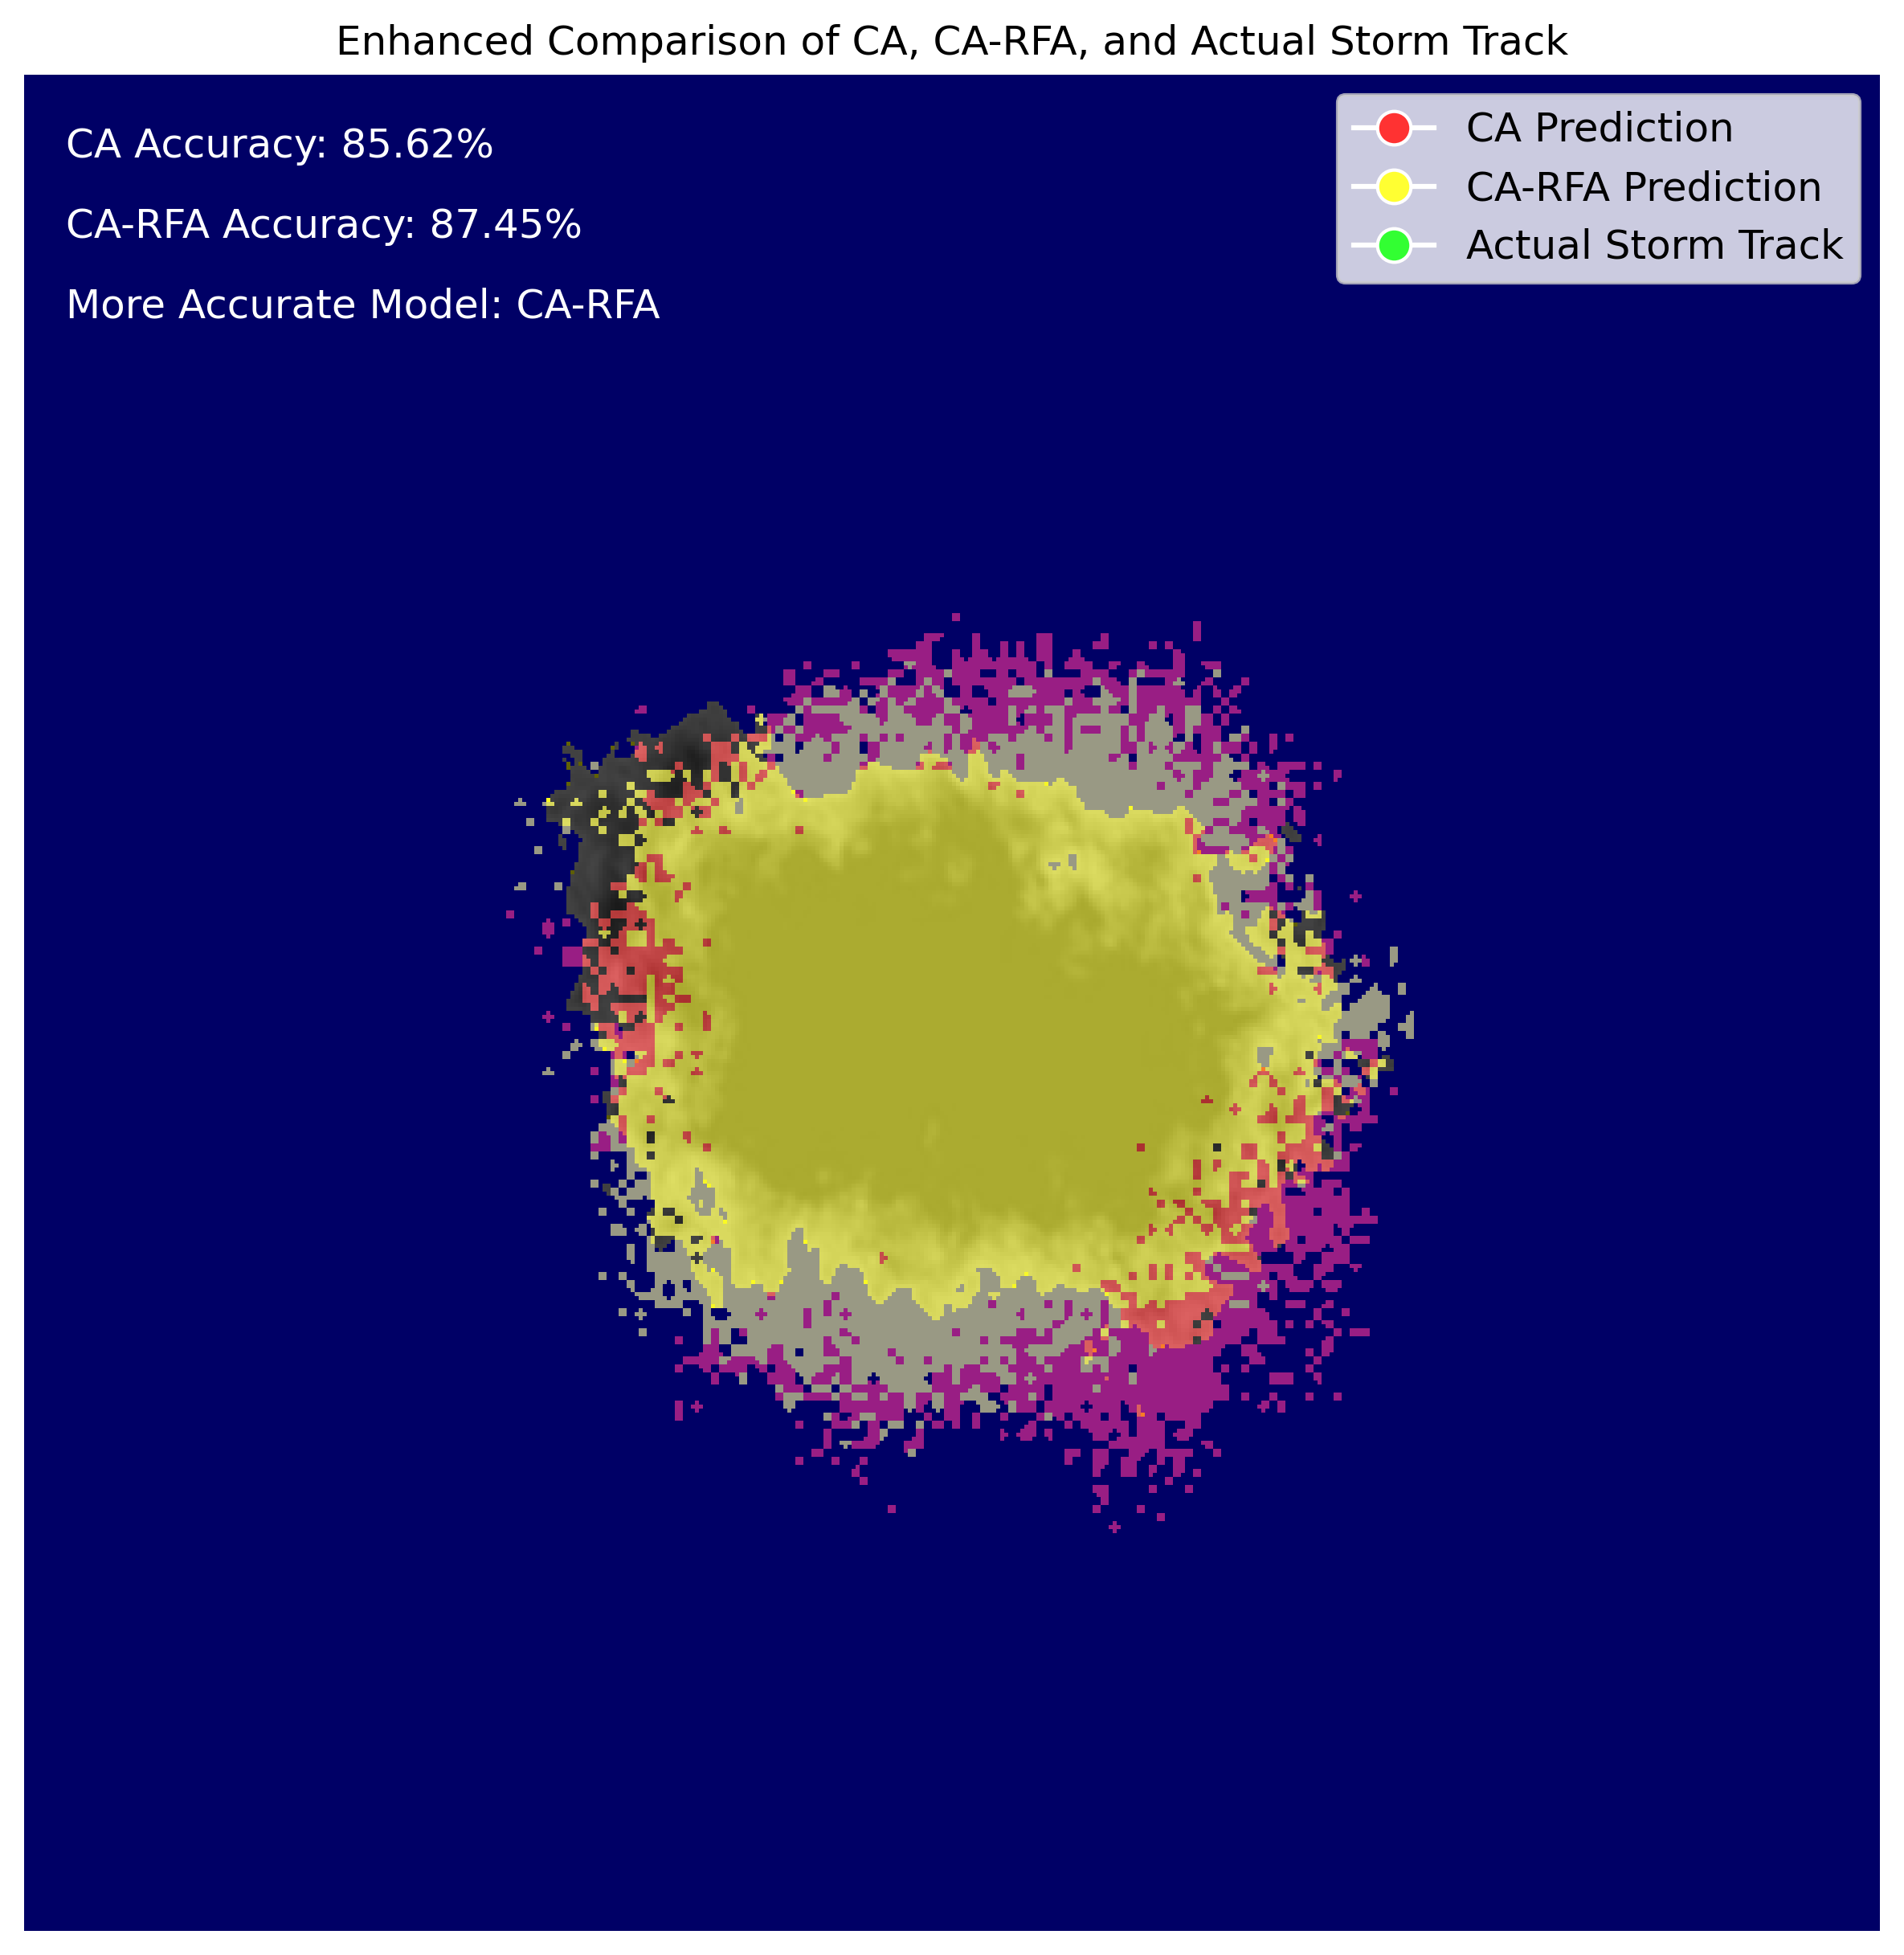 Enhanced Comparison of CA, CA-RFA, and Actual Storm Track
CA Accuracy: 85.62%
CA-RFA Accuracy: 87.45%
More Accurate Model: CA-RFA
CA Prediction
CA-RFA Prediction
Actual Storm Track